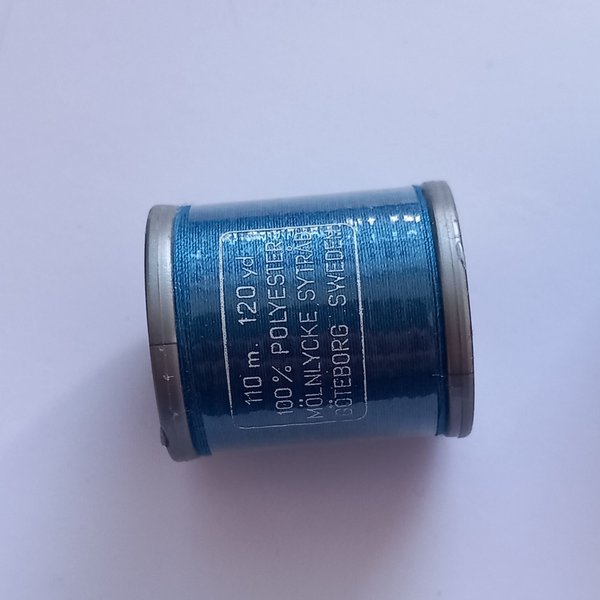 110 m. 120 yd
100% POLYESTER
MÖLNLYCKE SYTRÅD
GÖTEBORG . SWEDEN